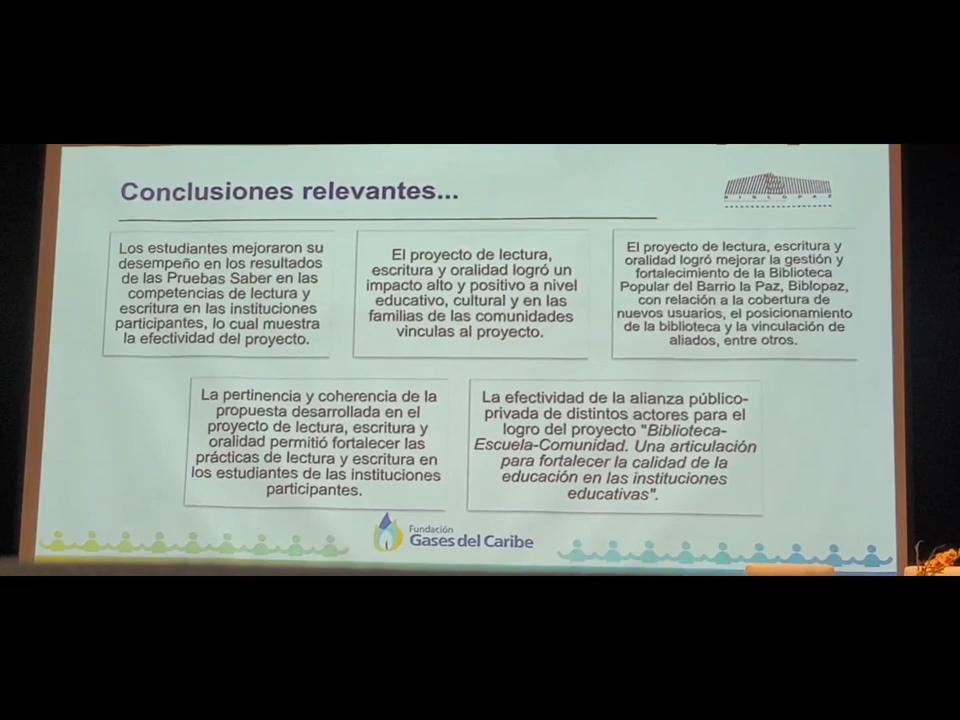 Conclusiones relevantes...
BIBLOPAZ
Los estudiantes mejoraron su
desempeño en los resultados
de las Pruebas Saber en las
competencias de lectura y
escritura en las instituciones
participantes, lo cual muestra
la efectividad del proyecto.
El proyecto de lectura,
escritura y oralidad logró un
impacto alto y positivo a nivel
educativo, cultural y en las
familias de las comunidades
vinculas al proyecto.
El proyecto de lectura, escritura y
oralidad logró mejorar la gestión y
fortalecimiento de la Biblioteca
Popular del Barrio la Paz, Biblopaz,
con relación a la cobertura de
nuevos usuarios, el posicionamiento
de la biblioteca y la vinculación de
aliados, entre otros.
La pertinencia y coherencia de la
propuesta desarrollada en el
proyecto de lectura, escritura y
oralidad permitió fortalecer las
prácticas de lectura y escritura en
los estudiantes de las instituciones
participantes.
La efectividad de la alianza público-
privada de distintos actores para el
logro del proyecto "Biblioteca-
Escuela-Comunidad. Una articulación
para fortalecer la calidad de la
educación en las instituciones
educativas".
Fundación
Gases del Caribe